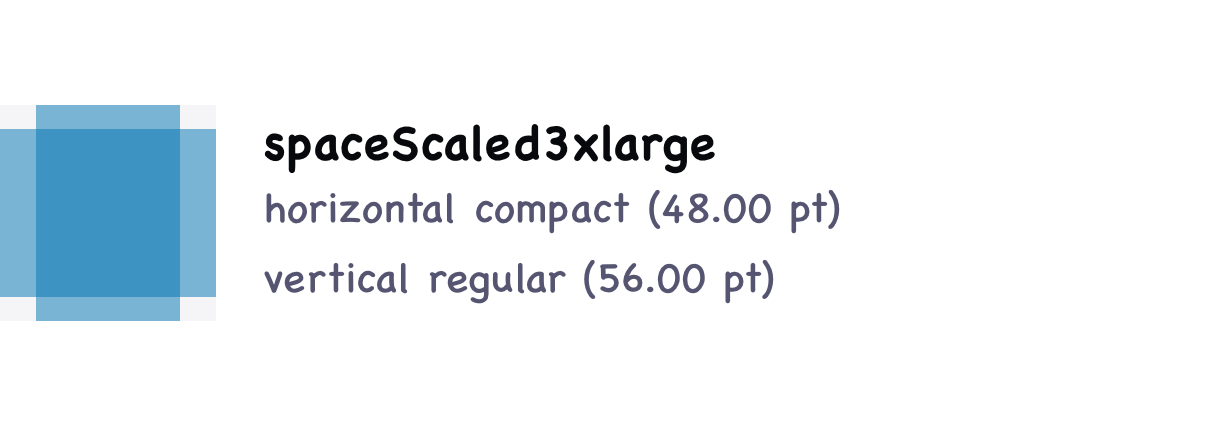 spaceScaled3xlarge
horizontal compact (48.00 pt)
vertical regular (56.00 pt)